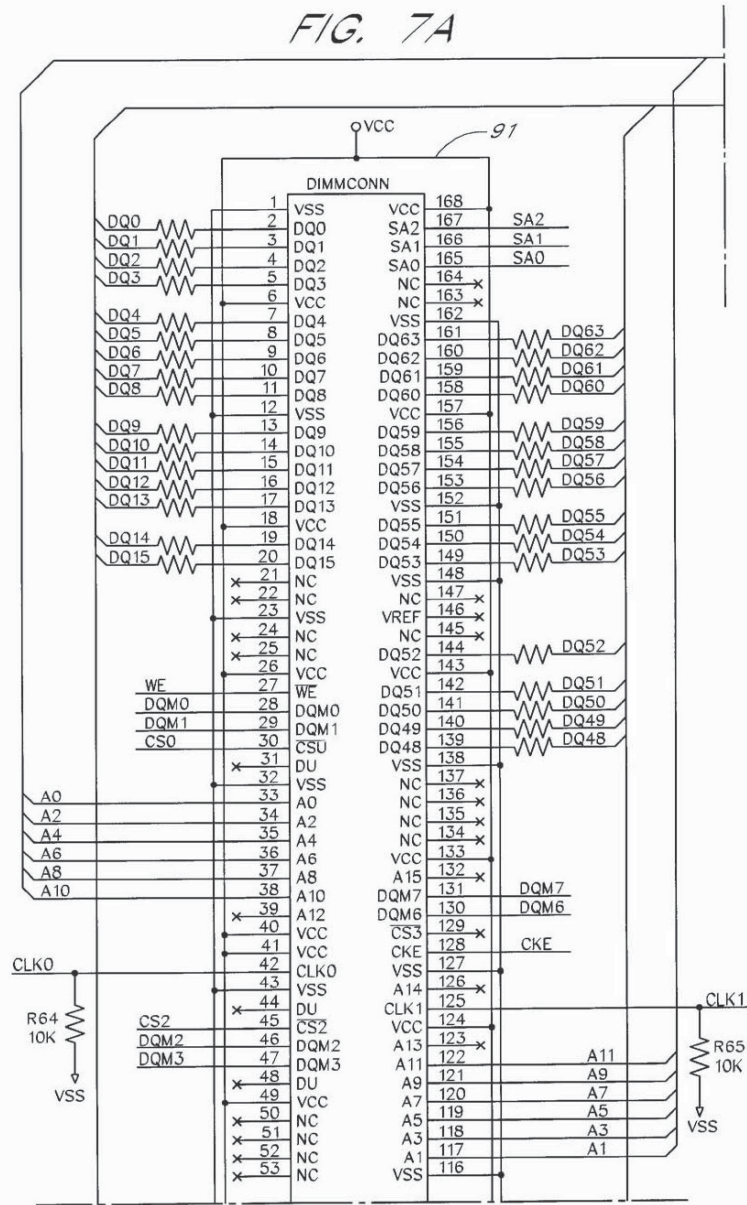 FIG. 7A
VCC
91
DIMMCONN
1 VSS VCC 168
DQ0 2 DQ0 SA2 167 SA2
DQ1 3 DQ1 SA1 166 SA1
DQ2 4 DQ2 SA0 165 SA0
DQ3 5 DQ3 NC 164
6 VCC NC 163
DQ4 7 DQ4 VSS 162
DQ5 8 DQ5 DQ63 161 DQ63
DQ6 9 DQ6 DQ62 160 DQ62
DQ7 10 DQ7 DQ61 159 DQ61
DQ8 11 DQ8 DQ60 158 DQ60
12 VSS VCC 157
DQ9 13 DQ9 DQ59 156 DQ59
DQ10 14 DQ10 DQ58 155 DQ58
DQ11 15 DQ11 DQ57 154 DQ57
DQ12 16 DQ12 DQ56 153 DQ56
DQ13 17 DQ13 VSS 152
18 VCC DQ55 151 DQ55
DQ14 19 DQ14 DQ54 150 DQ54
DQ15 20 DQ15 DQ53 149 DQ53
21 NC VSS 148
22 NC NC 147
23 VSS VREF 146
24 NC NC 145
25 NC DQ52 144 DQ52
26 VCC VCC 143
WE 27 WE DQ51 142 DQ51
DQM0 28 DQM0 DQ50 141 DQ50
DQM1 29 DQM1 DQ49 140 DQ49
CS0 30 CSU DQ48 139 DQ48
31 DU VSS 138
32 VSS NC 137
A0 33 A0 NC 136
A2 34 A2 NC 135
A4 35 A4 NC 134
A6 36 A6 VCC 133
A8 37 A8 A15 132
A10 38 A10 DQM7 131 DQM7
39 A12 DQM6 130 DQM6
40 VCC CS3 129
41 VCC CKE 128 CKE
CLK0 42 CLK0 VSS 127
43 VSS A14 126
44 DU CLK1 125 CLK1
CS2 45 CS2 VCC 124
DQM2 46 DQM2 A13 123
DQM3 47 DQM3 A11 122 A11
48 DU A9 121 A9
49 VCC A7 120 A7
50 NC A5 119 A5
51 NC A3 118 A3
52 NC A1 117 A1
53 NC VSS 116
R64
10K
VSS
R65
10K
VSS